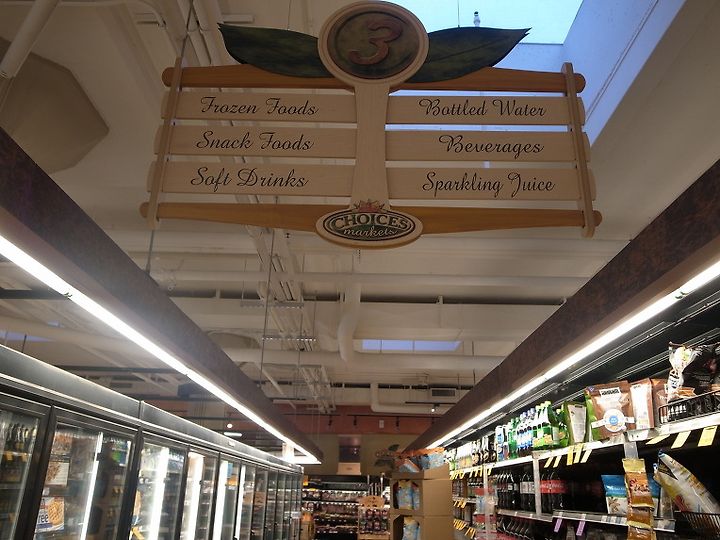 3
Frozen Foods
Snack Foods
Soft Drinks
Bottled Water
Beverages
Sparkling Juice
CHOICES
markets